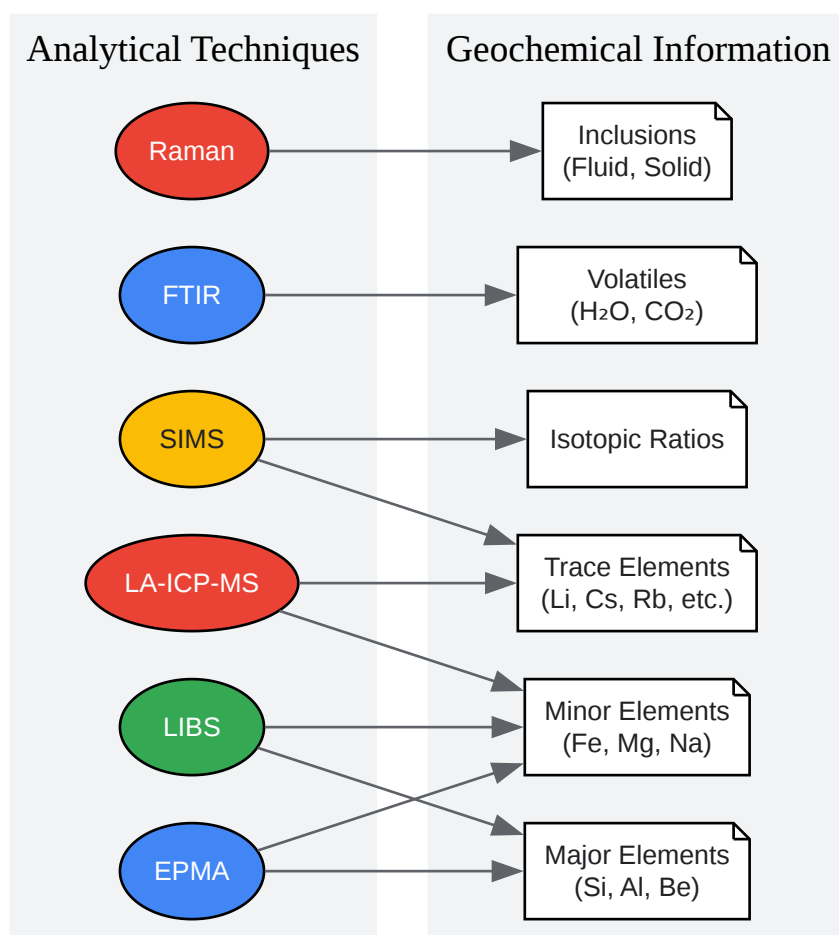 Analytical Techniques
Geochemical Information
Raman
Inclusions
(Fluid, Solid)
FTIR
Volatiles
(H₂O, CO₂)
SIMS
Isotopic Ratios
LA-ICP-MS
Trace Elements
(Li, Cs, Rb, etc.)
LIBS
Minor Elements
(Fe, Mg, Na)
EPMA
Major Elements
(Si, Al, Be)